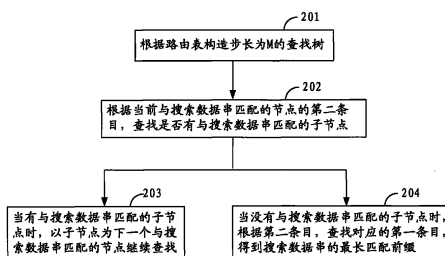 201
根据路由表构造步长为M的查找树
202
根据当前与搜索数据串匹配的节点的第二条
目，查找是否有与搜索数据串匹配的子节点
203
当有与搜索数据串匹配的子节
点时，以子节点为下一个与搜
索数据串匹配的节点继续查找
204
当没有与搜索数据串匹配的子节点时，
根据第二条目，查找对应的第一条目，
得到搜索数据串的最长匹配前缀